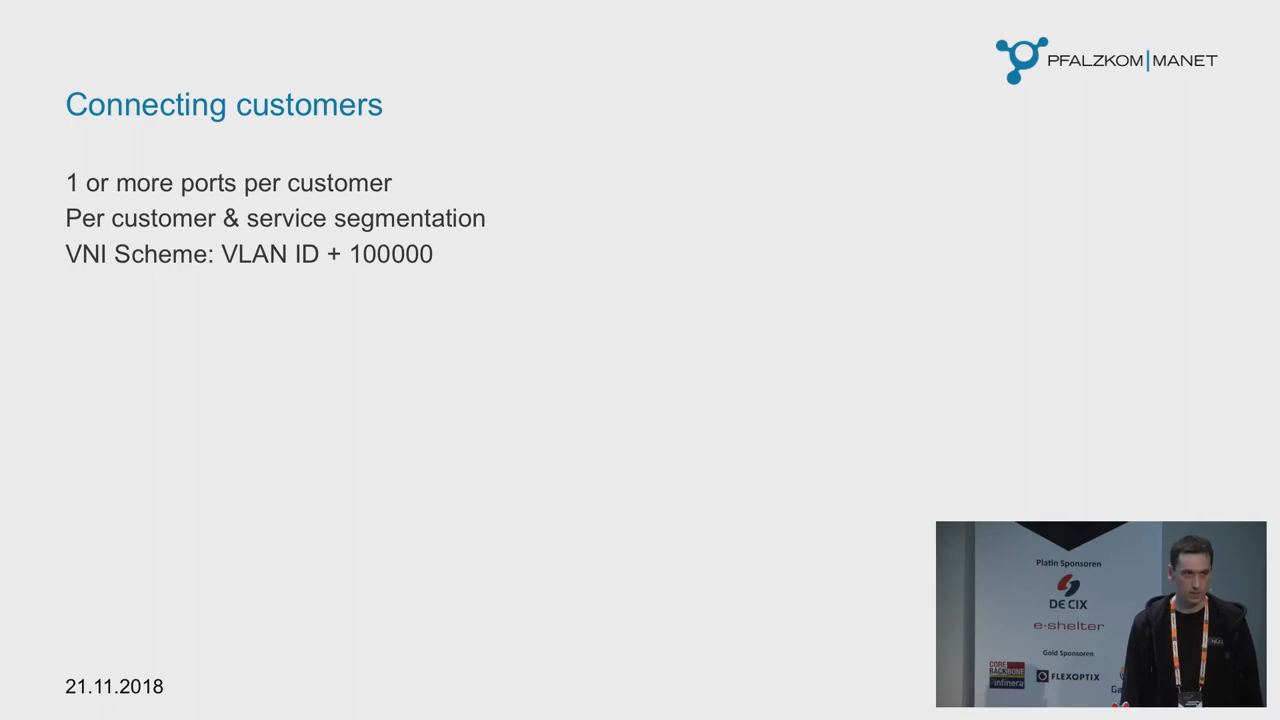 PFALZKOM|MANET
Connecting customers
1 or more ports per customer
Per customer & service segmentation
VNI Scheme: VLAN ID + 100000
21.11.2018
Platin Sponsoren
DE CIX
e-shelter
Gold Sponsoren
CORE
BACKBONE
infinera
FLEXOPTIX
Ga